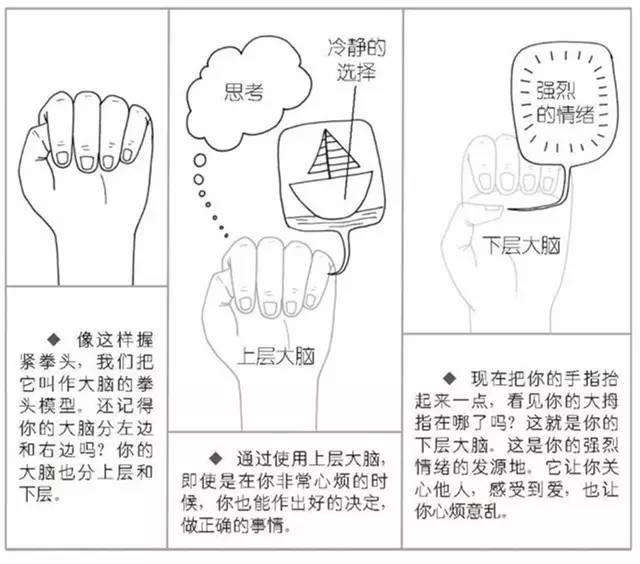 ◆ 像这样握
紧拳头，我们把
它叫作大脑的拳
头模型。还记得
你的大脑分左边
和右边吗？你的
大脑也分上层和
下层。
思考
冷静的
选择
上层大脑
◆ 通过使用上层大脑，
即使是在你非常心烦的时
候，你也能作出好的决定，
做正确的事情。
强烈
的情绪
下层大脑
◆ 现在把你的手指抬
起来一点，看见你的大拇
指在哪了吗？这就是你的
下层大脑。这是你的强烈
情绪的发源地。它让你关
心他人，感受到爱，也让
你心烦意乱。